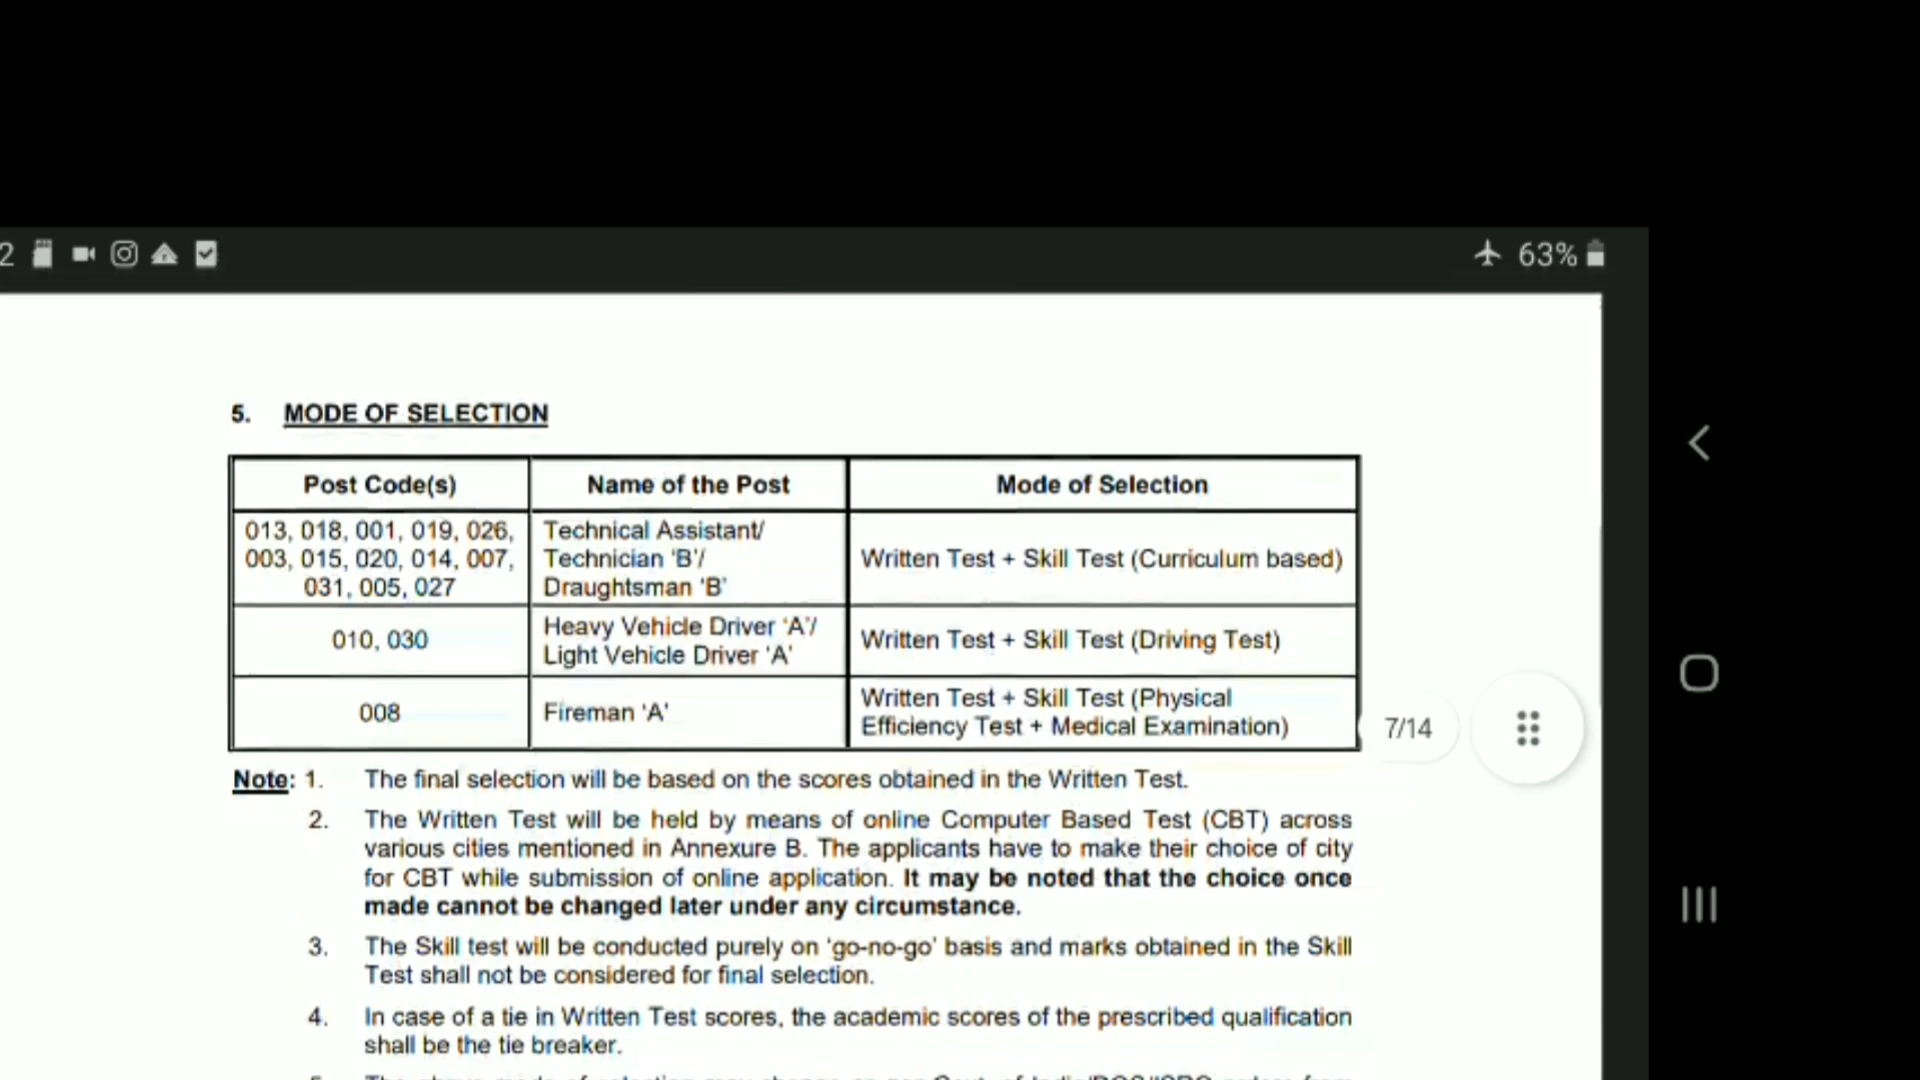 2
63%
5. MODE OF SELECTION
Post Code(s) Name of the Post Mode of Selection
013, 018, 001, 019, 026,
003, 015, 020, 014, 007,
031, 005, 027
Technical Assistant/
Technician 'B'/
Draughtsman 'B'
Written Test + Skill Test (Curriculum based)
010, 030
Heavy Vehicle Driver 'A'/
Light Vehicle Driver 'A'
Written Test + Skill Test (Driving Test)
008
Fireman 'A'
Written Test + Skill Test (Physical
Efficiency Test + Medical Examination)
7/14
Note: 1. The final selection will be based on the scores obtained in the Written Test.
2. The Written Test will be held by means of online Computer Based Test (CBT) across
various cities mentioned in Annexure B. The applicants have to make their choice of city
for CBT while submission of online application. It may be noted that the choice once
made cannot be changed later under any circumstance.
3. The Skill test will be conducted purely on 'go-no-go' basis and marks obtained in the Skill
Test shall not be considered for final selection.
4. In case of a tie in Written Test scores, the academic scores of the prescribed qualification
shall be the tie breaker.